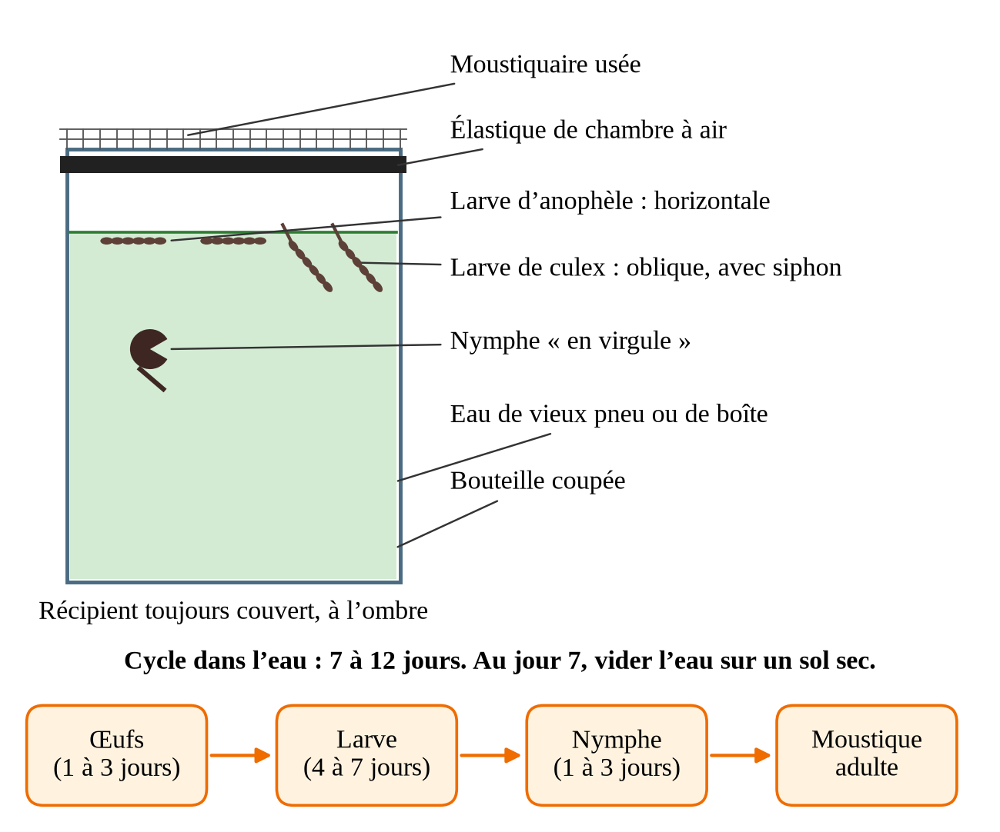 Moustiquaire usée
Élastique de chambre à air
Larve d’anophèle : horizontale
Larve de culex : oblique, avec siphon
Nymphe « en virgule »
Eau de vieux pneu ou de boîte
Bouteille coupée
Récipient toujours couvert, à l’ombre
Cycle dans l’eau : 7 à 12 jours. Au jour 7, vider l’eau sur un sol sec.
Œufs
(1 à 3 jours)
Larve
(4 à 7 jours)
Nymphe
(1 à 3 jours)
Moustique
adulte